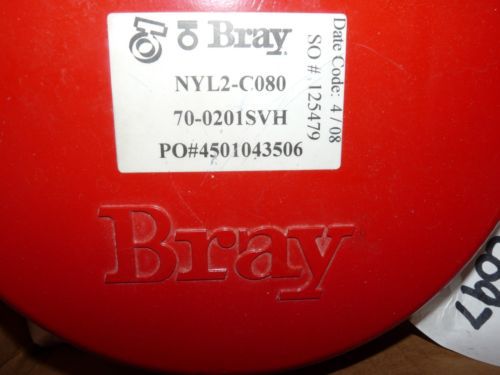 Bray
NYL2-C080
70-0201SVH
PO#4501043506
Date Code: 4 / 08
SO # 125479
Bray